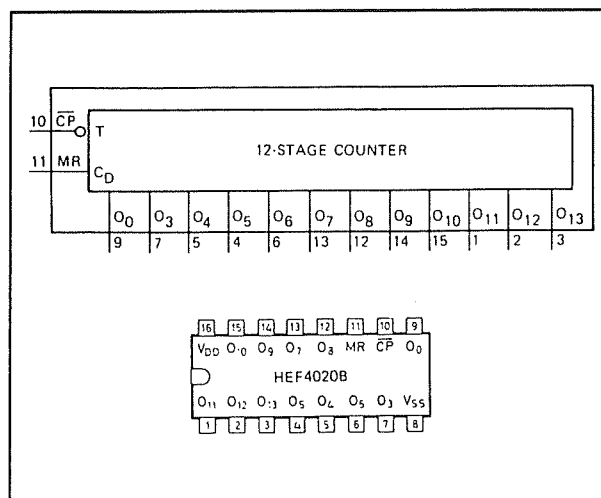 10 CP T
12-STAGE COUNTER
11 MR CD
O0 O3 O4 O5 O6 O7 O8 O9 O10 O11 O12 O13
9 7 5 4 6 13 12 14 15 1 2 3
16 15 14 13 12 11 10 9
VDD O10 O9 O7 O8 MR CP O0
HEF4020B
O11 O12 O13 O5 O4 O5 O3 VSS
1 2 3 4 5 6 7 8